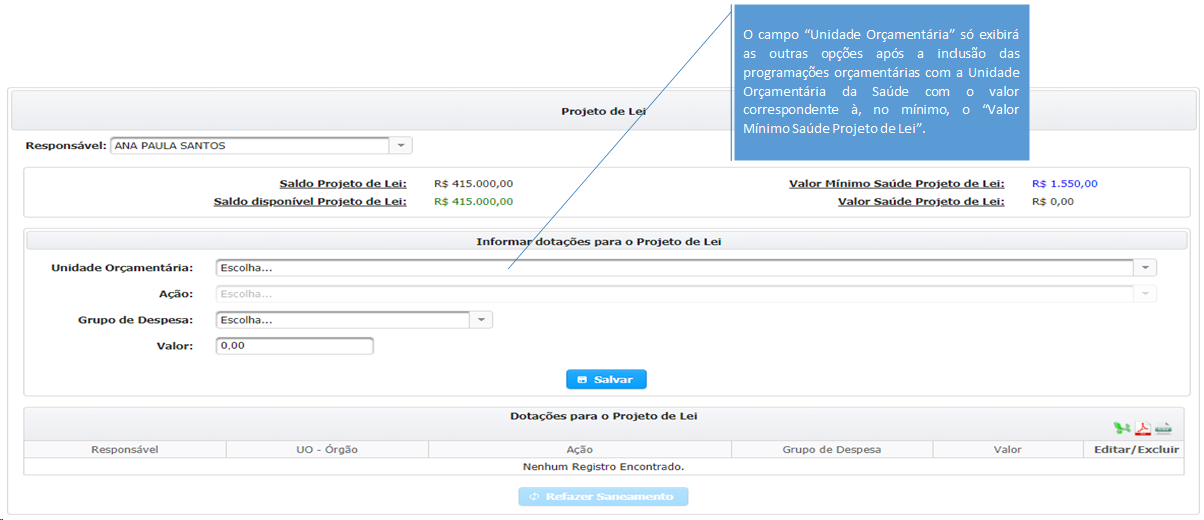 O campo “Unidade Orçamentária” só exibirá
as outras opções após a inclusão das
programações orçamentárias com a Unidade
Orçamentária da Saúde com o valor
correspondente à, no mínimo, o “Valor
Mínimo Saúde Projeto de Lei”.
Projeto de Lei
Responsável: ANA PAULA SANTOS
Saldo Projeto de Lei: R$ 415.000,00 Valor Mínimo Saúde Projeto de Lei: R$ 1.550,00
Saldo disponível Projeto de Lei: R$ 415.000,00 Valor Saúde Projeto de Lei: R$ 0,00
Informar dotações para o Projeto de Lei
Unidade Orçamentária: Escolha...
Ação: Escolha...
Grupo de Despesa: Escolha...
Valor: 0,00
Salvar
Dotações para o Projeto de Lei
Responsável UO - Órgão Ação Grupo de Despesa Valor Editar/Excluir
Nenhum Registro Encontrado.
Refazer Saneamento